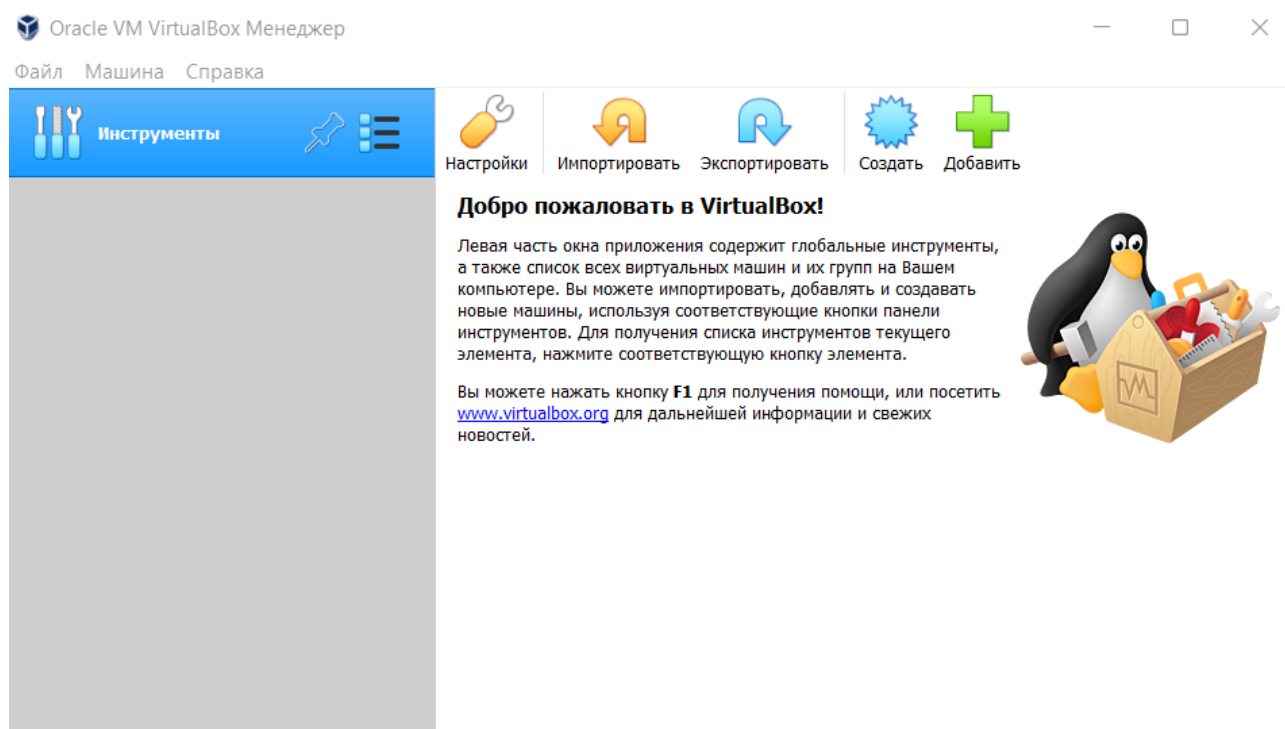 Oracle VM VirtualBox Менеджер
Файл Машина Справка
Инструменты
Настройки Импортировать Экспортировать Создать Добавить
Добро пожаловать в VirtualBox!
Левая часть окна приложения содержит глобальные инструменты,
а также список всех виртуальных машин и их групп на Вашем
компьютере. Вы можете импортировать, добавлять и создавать
новые машины, используя соответствующие кнопки панели
инструментов. Для получения списка инструментов текущего
элемента, нажмите соответствующую кнопку элемента.
Вы можете нажать кнопку F1 для получения помощи, или посетить
www.virtualbox.org для дальнейшей информации и свежих
новостей.